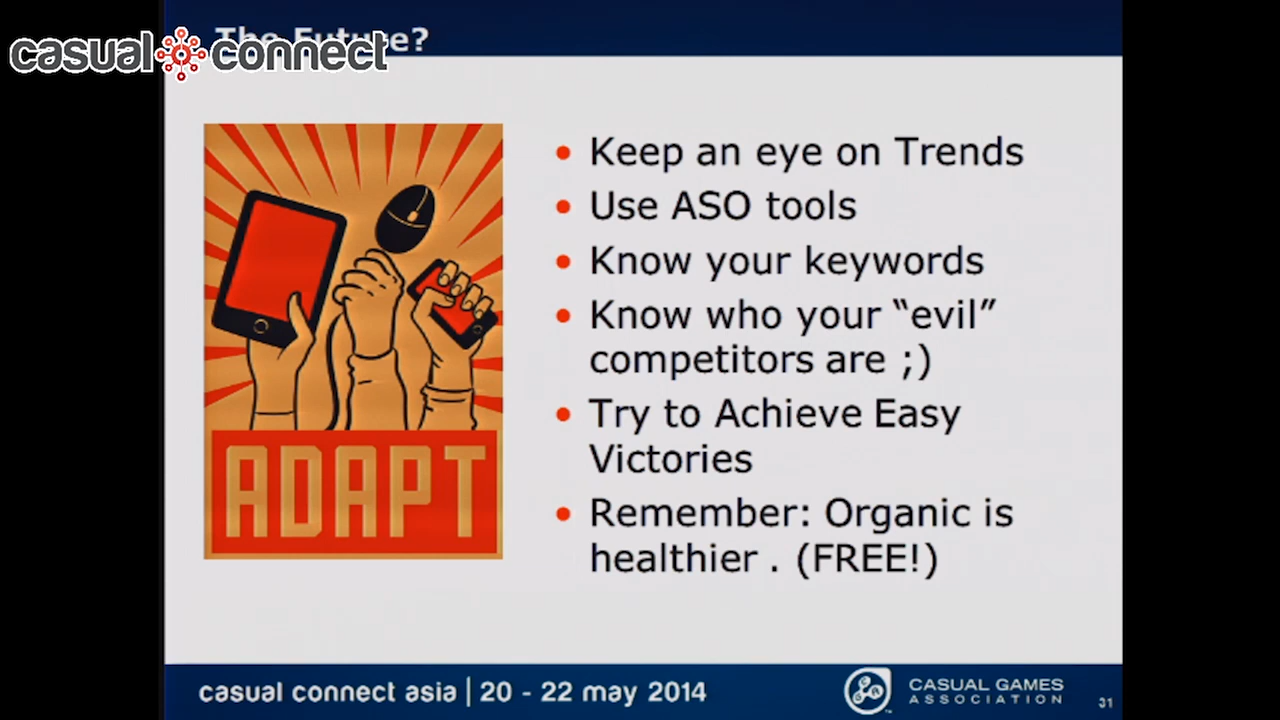 The Future?
casual connect
Keep an eye on Trends
Use ASO tools
Know your keywords
Know who your “evil”
competitors are ;)
Try to Achieve Easy
Victories
Remember: Organic is
healthier . (FREE!)
ADAPT
casual connect asia | 20 - 22 may 2014
CASUAL GAMES
ASSOCIATION
31